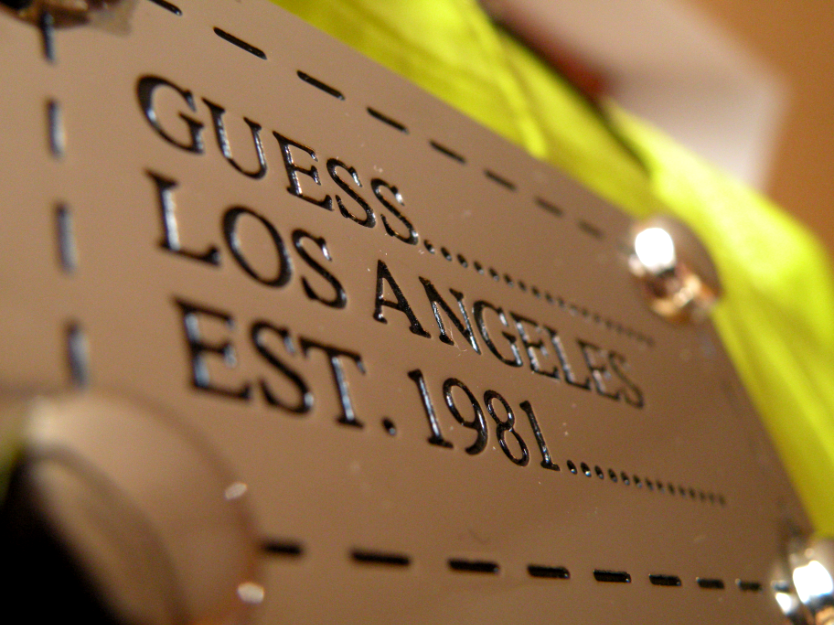 GUESS..............................
LOS ANGELES
EST. 1981....................